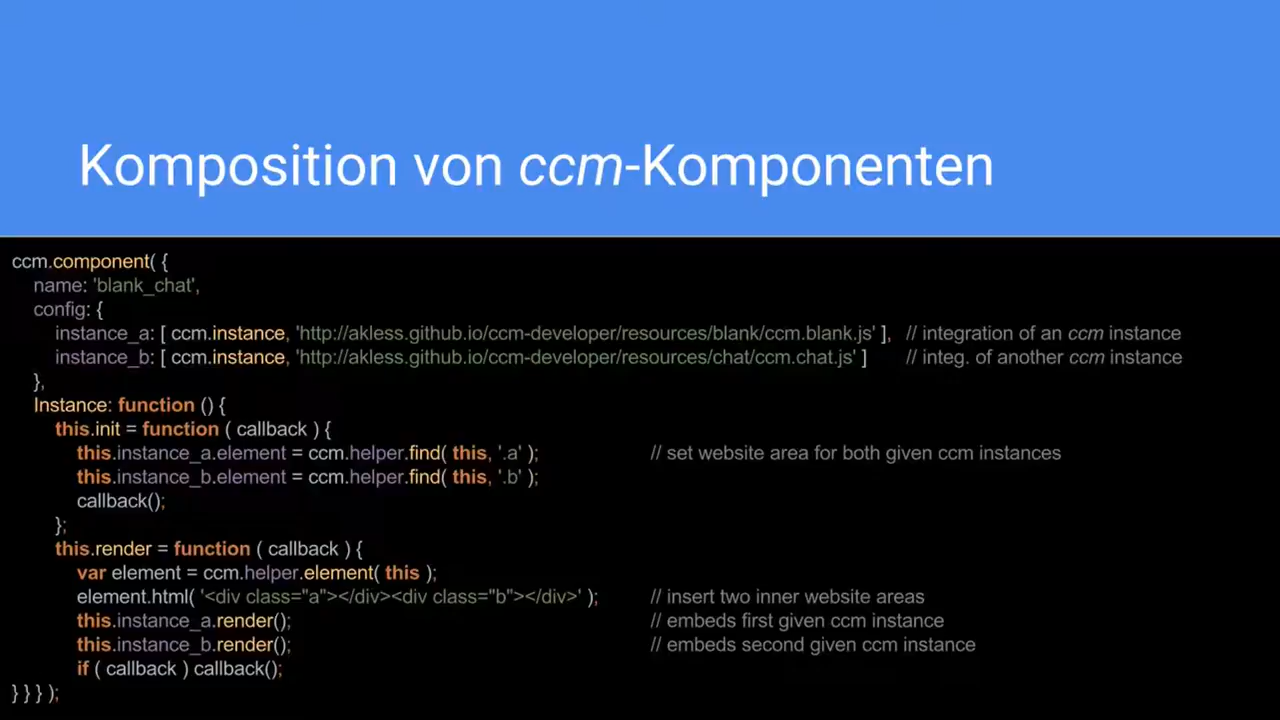 Komposition von ccm-Komponenten
ccm.component( {
name: 'blank_chat',
config: {
instance_a: [ ccm.instance, 'http://akless.github.io/ccm-developer/resources/blank/ccm.blank.js' ], // integration of an ccm instance
instance_b: [ ccm.instance, 'http://akless.github.io/ccm-developer/resources/chat/ccm.chat.js' ] // integ. of another ccm instance
},
Instance: function () {
this.init = function ( callback ) {
this.instance_a.element = ccm.helper.find( this, '.a' ); // set website area for both given ccm instances
this.instance_b.element = ccm.helper.find( this, '.b' );
callback();
};
this.render = function ( callback ) {
var element = ccm.helper.element( this );
element.html( '<div class="a"></div><div class="b"></div>' ); // insert two inner website areas
this.instance_a.render(); // embeds first given ccm instance
this.instance_b.render(); // embeds second given ccm instance
if ( callback ) callback();
} } } );